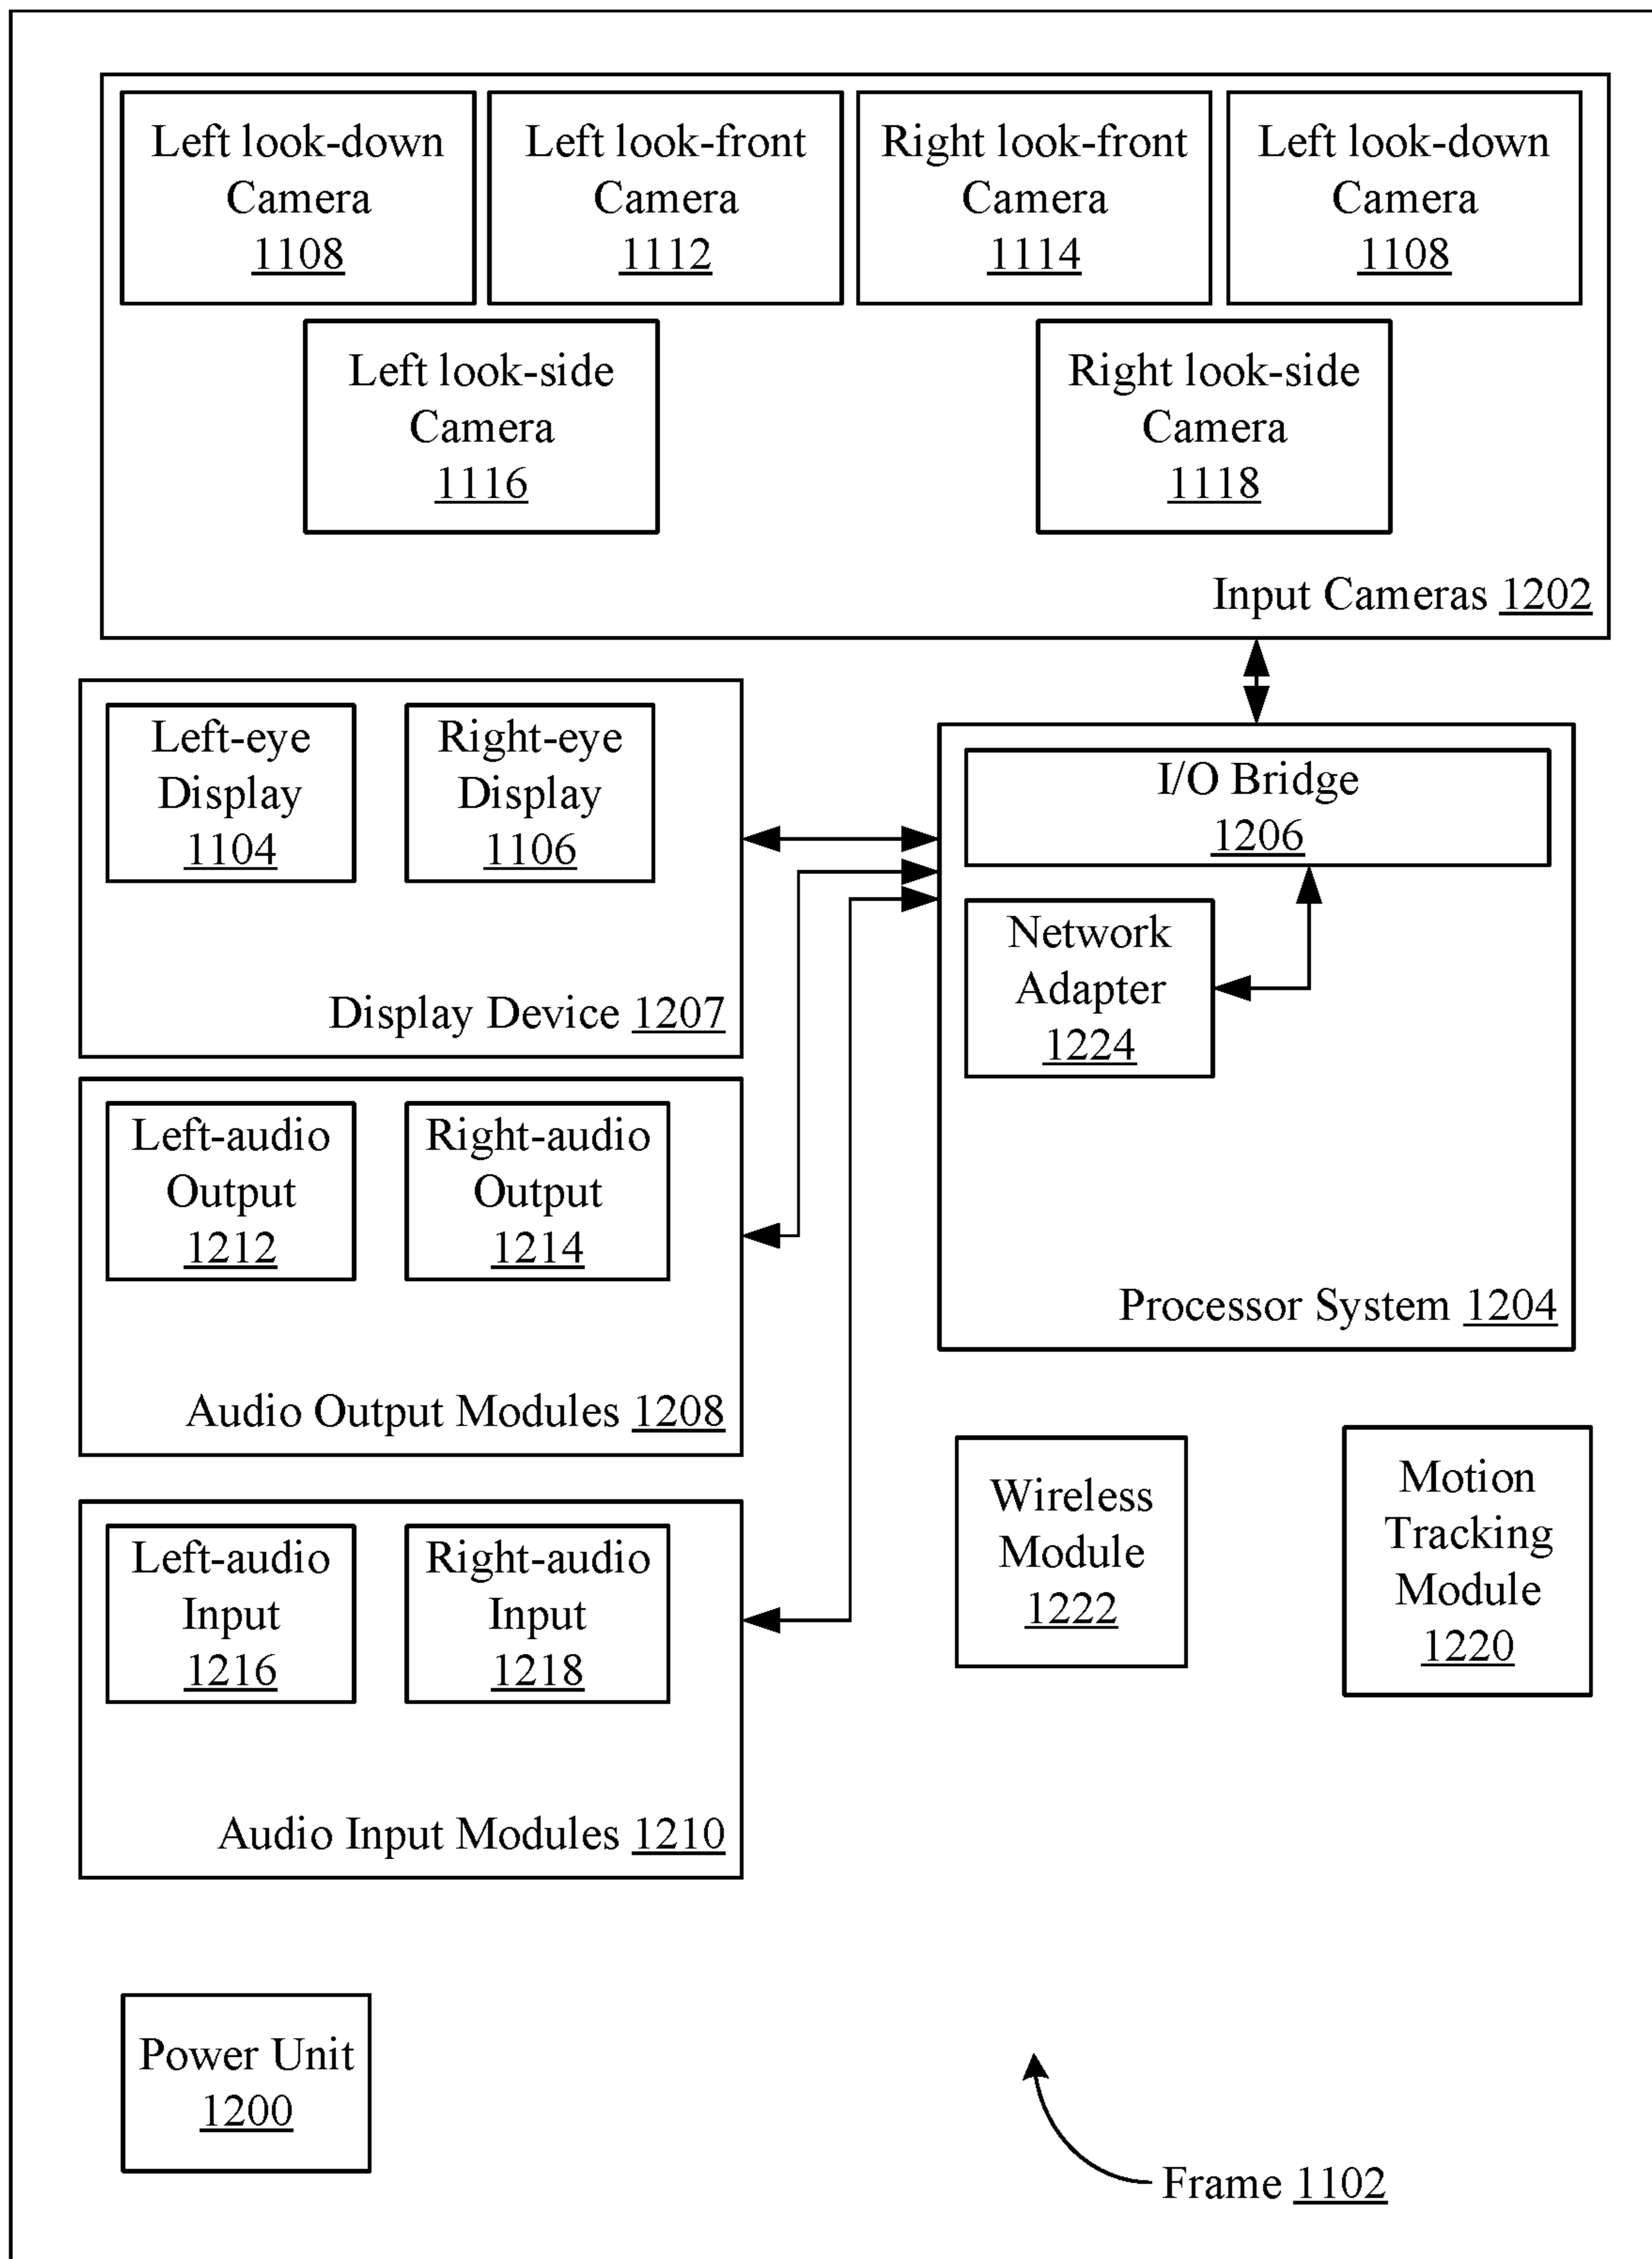 Left look-down
Camera
1108
Left look-front
Camera
1112
Right look-front
Camera
1114
Left look-down
Camera
1108
Left look-side
Camera
1116
Right look-side
Camera
1118
Input Cameras 1202
Left-eye
Display
1104
Right-eye
Display
1106
Display Device 1207
I/O Bridge
1206
Network
Adapter
1224
Processor System 1204
Left-audio
Output
1212
Right-audio
Output
1214
Audio Output Modules 1208
Wireless
Module
1222
Motion
Tracking
Module
1220
Left-audio
Input
1216
Right-audio
Input
1218
Audio Input Modules 1210
Power Unit
1200
Frame 1102